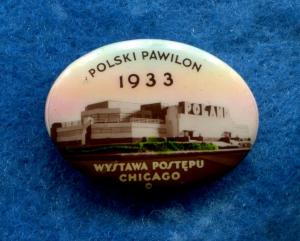 POLSKI PAWILON
1933
POLAND
WYSTAWA POSTĘPU
CHICAGO
©